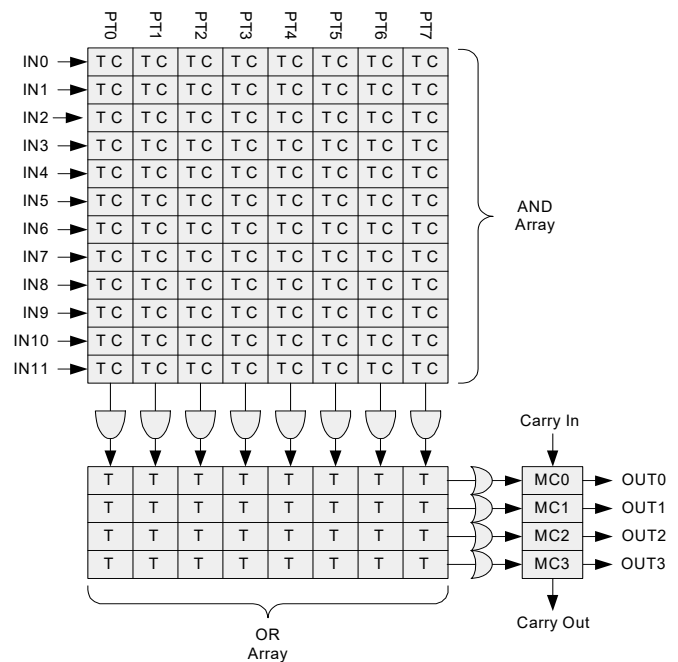 PT0 PT1 PT2 PT3 PT4 PT5 PT6 PT7
IN0 T C T C T C T C T C T C T C T C
IN1 T C T C T C T C T C T C T C T C
IN2 T C T C T C T C T C T C T C T C
IN3 T C T C T C T C T C T C T C T C
IN4 T C T C T C T C T C T C T C T C
IN5 T C T C T C T C T C T C T C T C
IN6 T C T C T C T C T C T C T C T C
IN7 T C T C T C T C T C T C T C T C
IN8 T C T C T C T C T C T C T C T C
IN9 T C T C T C T C T C T C T C T C
IN10 T C T C T C T C T C T C T C T C
IN11 T C T C T C T C T C T C T C T C
AND
Array
Carry In
T T T T T T T T MC0 OUT0
T T T T T T T T MC1 OUT1
T T T T T T T T MC2 OUT2
T T T T T T T T MC3 OUT3
Carry Out
OR
Array